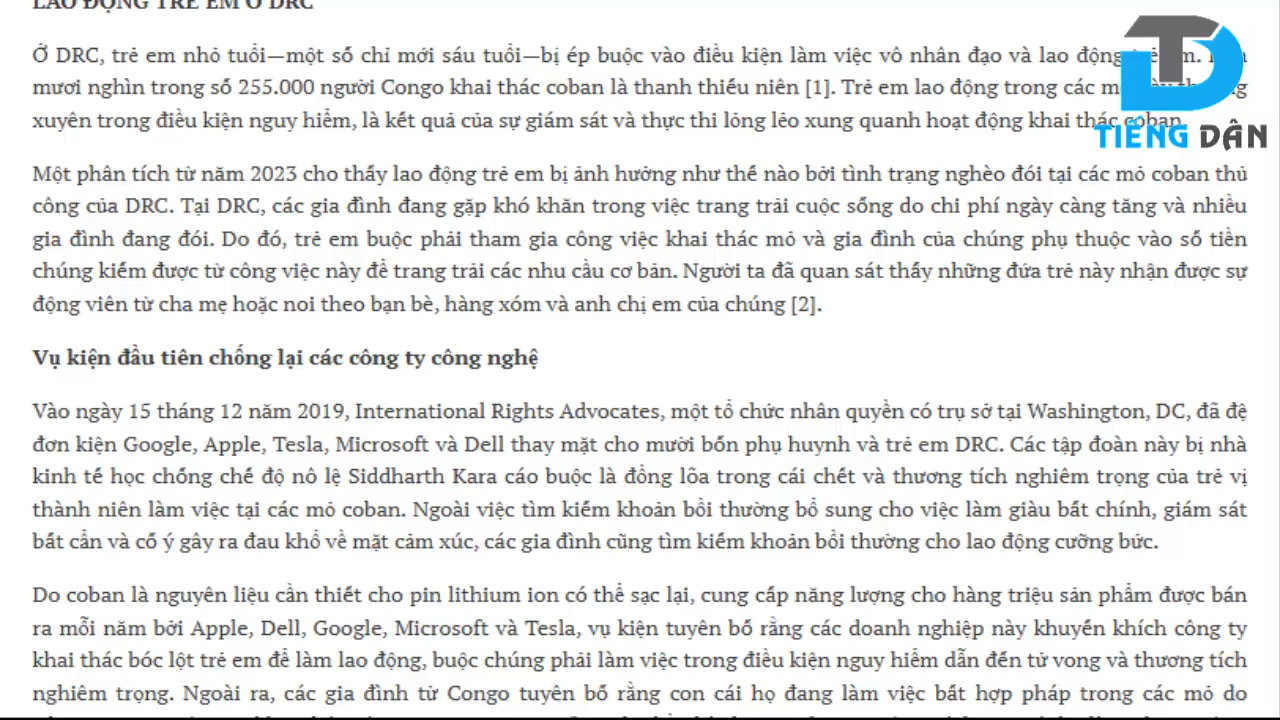 LAO ĐỘNG TRẺ EM Ở DRC
Ở DRC, trẻ em nhỏ tuổi—một số chỉ mới sáu tuổi—bị ép buộc vào điều kiện làm việc vô nhân đạo và lao động trẻ em.
mươi nghìn trong số 255.000 người Congo khai thác coban là thanh thiếu niên [1]. Trẻ em lao động trong các mỏ
xuyên trong điều kiện nguy hiểm, là kết quả của sự giám sát và thực thi lỏng lẻo xung quanh hoạt động khai thác coban.
TIẾNG DÂN
Một phân tích từ năm 2023 cho thấy lao động trẻ em bị ảnh hưởng như thế nào bởi tình trạng nghèo đói tại các mỏ coban thủ
công của DRC. Tại DRC, các gia đình đang gặp khó khăn trong việc trang trải cuộc sống do chi phí ngày càng tăng và nhiều
gia đình đang đói. Do đó, trẻ em buộc phải tham gia công việc khai thác mỏ và gia đình của chúng phụ thuộc vào số tiền
chúng kiếm được từ công việc này để trang trải các nhu cầu cơ bản. Người ta đã quan sát thấy những đứa trẻ này nhận được sự
động viên từ cha mẹ hoặc noi theo bạn bè, hàng xóm và anh chị em của chúng [2].
Vụ kiện đầu tiên chống lại các công ty công nghệ
Vào ngày 15 tháng 12 năm 2019, International Rights Advocates, một tổ chức nhân quyền có trụ sở tại Washington, DC, đã đệ
đơn kiện Google, Apple, Tesla, Microsoft và Dell thay mặt cho mười bốn phụ huynh và trẻ em DRC. Các tập đoàn này bị nhà
kinh tế học chống chế độ nô lệ Siddharth Kara cáo buộc là đồng lõa trong cái chết và thương tích nghiêm trọng của trẻ vị
thành niên làm việc tại các mỏ coban. Ngoài việc tìm kiếm khoản bồi thường bổ sung cho việc làm giàu bất chính, giám sát
bất cẩn và cố ý gây ra đau khổ về mặt cảm xúc, các gia đình cũng tìm kiếm khoản bồi thường cho lao động cưỡng bức.
Do coban là nguyên liệu cần thiết cho pin lithium ion có thể sạc lại, cung cấp năng lượng cho hàng triệu sản phẩm được bán
ra mỗi năm bởi Apple, Dell, Google, Microsoft và Tesla, vụ kiện tuyên bố rằng các doanh nghiệp này khuyến khích công ty
khai thác bóc lột trẻ em để làm lao động, buộc chúng phải làm việc trong điều kiện nguy hiểm dẫn đến tử vong và thương tích
nghiêm trọng. Ngoài ra, các gia đình từ Congo tuyên bố rằng con cái họ đang làm việc bất hợp pháp trong các mỏ do